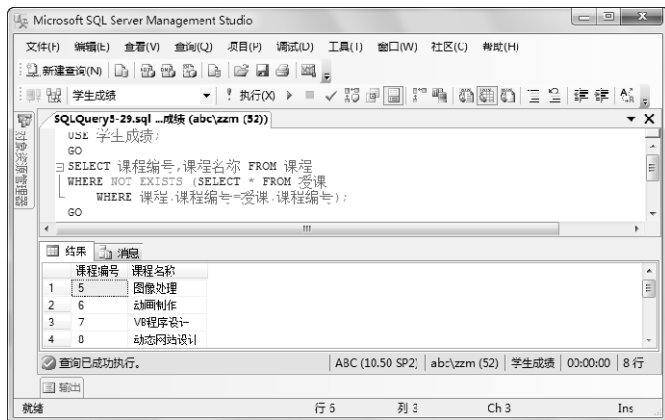 Microsoft SQL Server Management Studio
文件(F) 编辑(E) 查看(V) 查询(Q) 项目(P) 调试(D) 工具(T) 窗口(W) 社区(C) 帮助(H)
新建查询(N)
学生成绩 执行(X)
SQLQuery5-29.sql ...成绩 (abc\zzm (52))
对象资源管理器
USE 学生成绩;
GO
SELECT 课程编号,课程名称 FROM 课程
WHERE NOT EXISTS (SELECT * FROM 授课
WHERE 课程.课程编号=授课.课程编号);
GO
结果 消息
课程编号 课程名称
1 5 图像处理
2 6 动画制作
3 7 VB程序设计
4 8 动态网站设计
查询已成功执行。 ABC (10.50 SP2) abc\zzm (52) 学生成绩 00:00:00 8 行
输出
就绪 行 5 列 3 Ch 3 Ins